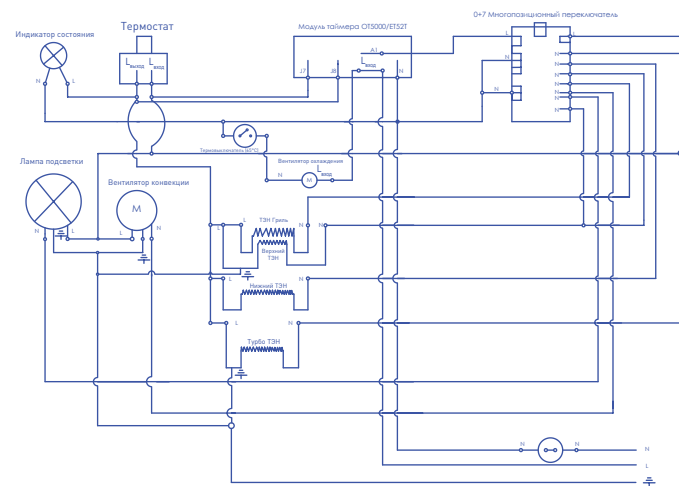 0+7 Многопозиционный переключатель
Термостат
Модуль таймера OT5000/ET52T
Индикатор состояния
L
L
A1
L выход
L вход
L вход
J7
J8
N
N
L
N
N
N
N
N
N
N
N
N
Термовыключатель (65°C)
Лампа подсветки
Вентилятор охлаждения
L вход
N
M
Вентилятор конвекции
M
N
L
L
N
L
L
ТЭН Гриль
N
N
Верхний
ТЭН
L
Нижний ТЭН
N
L
N
Турбо ТЭН
N
N
N
L